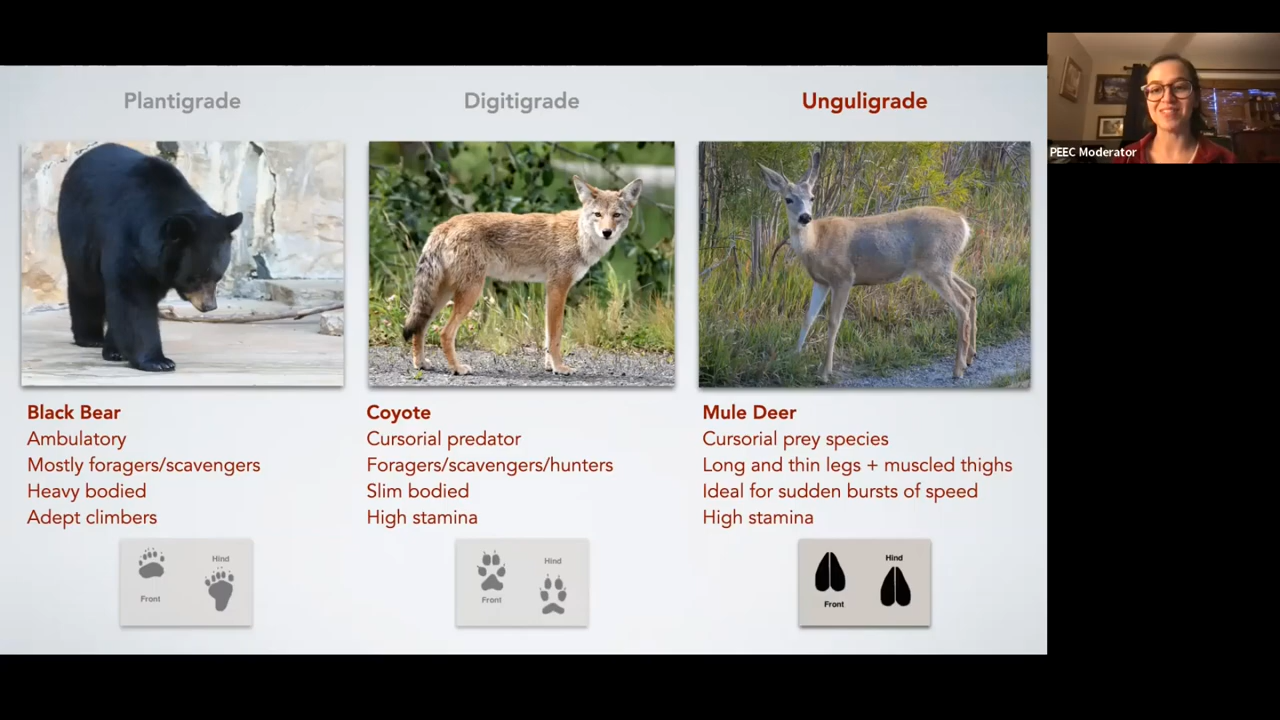 Plantigrade
Digitigrade
Unguligrade
PEEC Moderator
Black Bear
Ambulatory
Mostly foragers/scavengers
Heavy bodied
Adept climbers
Coyote
Cursorial predator
Foragers/scavengers/hunters
Slim bodied
High stamina
Mule Deer
Cursorial prey species
Long and thin legs + muscled thighs
Ideal for sudden bursts of speed
High stamina
Hind
Front
Hind
Front
Hind
Front